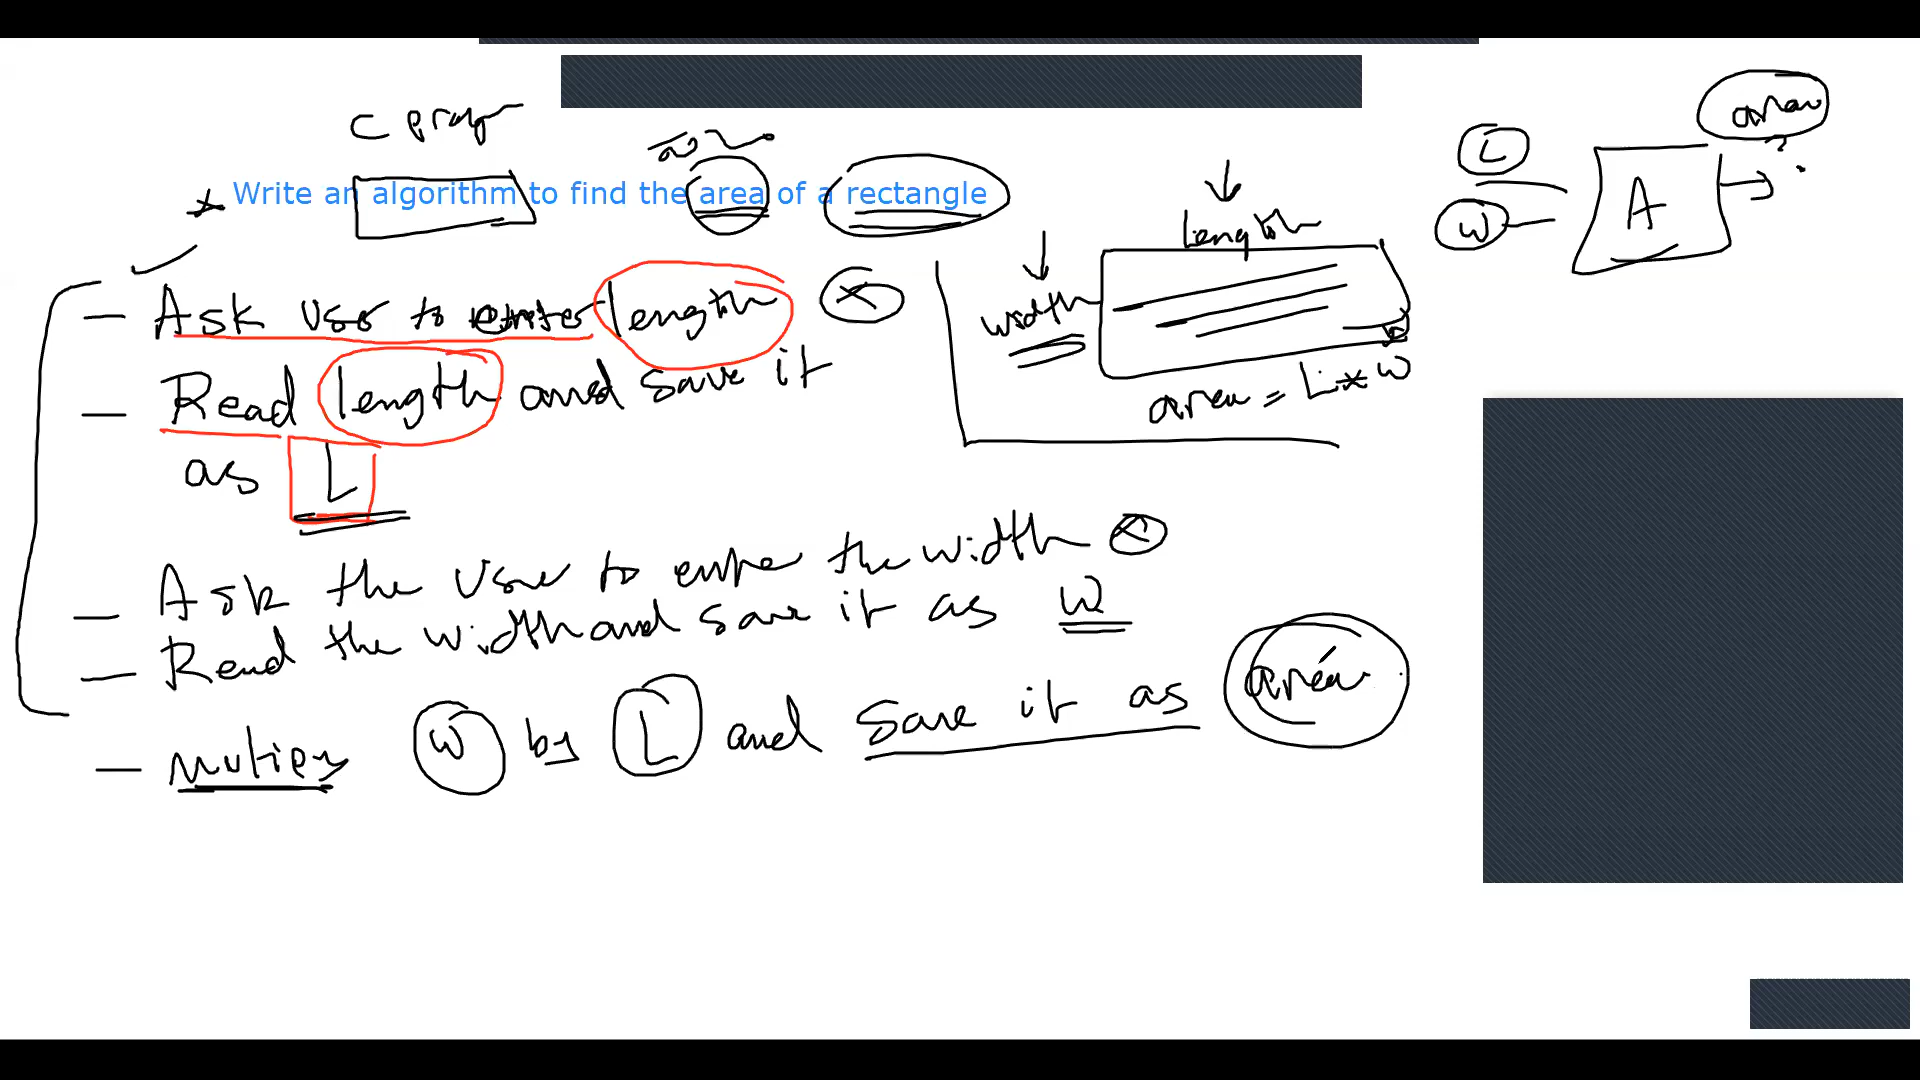 C prog
Write an algorithm to find the area of a rectangle
- Ask User to enter length
- Read length and save it
as L
- Ask the User to enter the width
- Read the width and save it as W
- multiply W by L and save it as area
Length
width
area = L * W
L
W
A
area
?